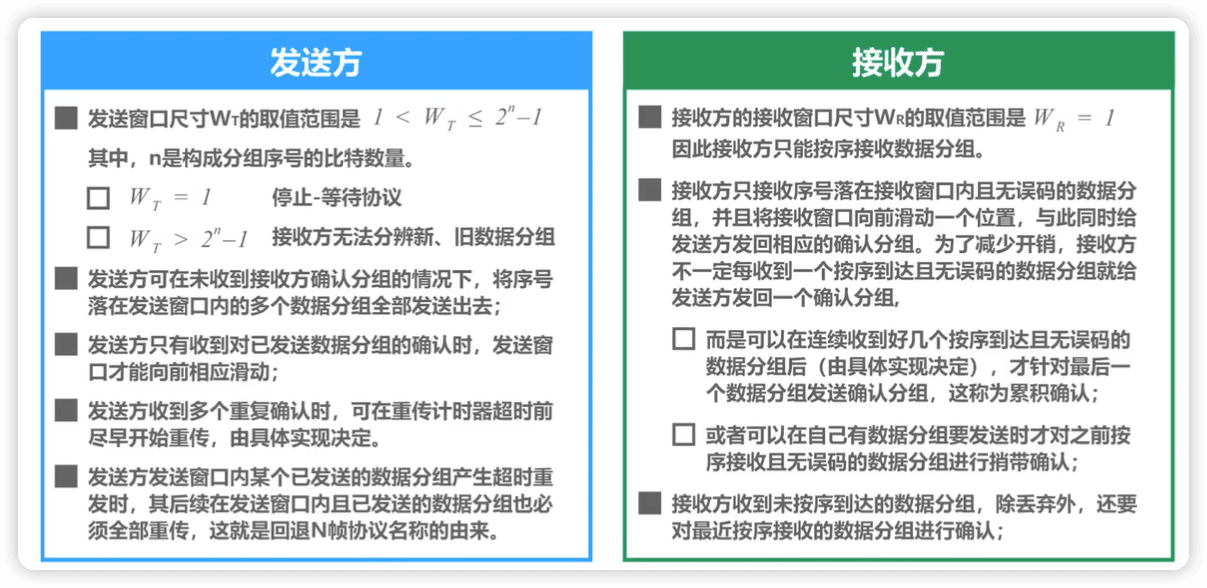 发送方
发送窗口尺寸WT的取值范围是 1 < W_T ≤ 2^n–1
其中，n是构成分组序号的比特数量。
W_T = 1 停止-等待协议
W_T > 2^n–1 接收方无法分辨新、旧数据分组
发送方可在未收到接收方确认分组的情况下，将序号
落在发送窗口内的多个数据分组全部发送出去；
发送方只有收到对已发送数据分组的确认时，发送窗
口才能向前相应滑动；
发送方收到多个重复确认时，可在重传计时器超时前
尽早开始重传，由具体实现决定。
发送方发送窗口内某个已发送的数据分组产生超时重
发时，其后续在发送窗口内且已发送的数据分组也必
须全部重传，这就是回退N帧协议名称的由来。
接收方
接收方的接收窗口尺寸WR的取值范围是 W_R = 1
因此接收方只能按序接收数据分组。
接收方只接收序号落在接收窗口内且无误码的数据分
组，并且将接收窗口向前滑动一个位置，与此同时给
发送方发回相应的确认分组。为了减少开销，接收方
不一定每收到一个按序到达且无误码的数据分组就给
发送方发回一个确认分组,
而是可以在连续收到好几个按序到达且无误码的
数据分组后（由具体实现决定），才针对最后一
个数据分组发送确认分组，这称为累积确认；
或者可以在自己有数据分组要发送时才对之前按
序接收且无误码的数据分组进行捎带确认；
接收方收到未按序到达的数据分组，除丢弃外，还要
对最近按序接收的数据分组进行确认；